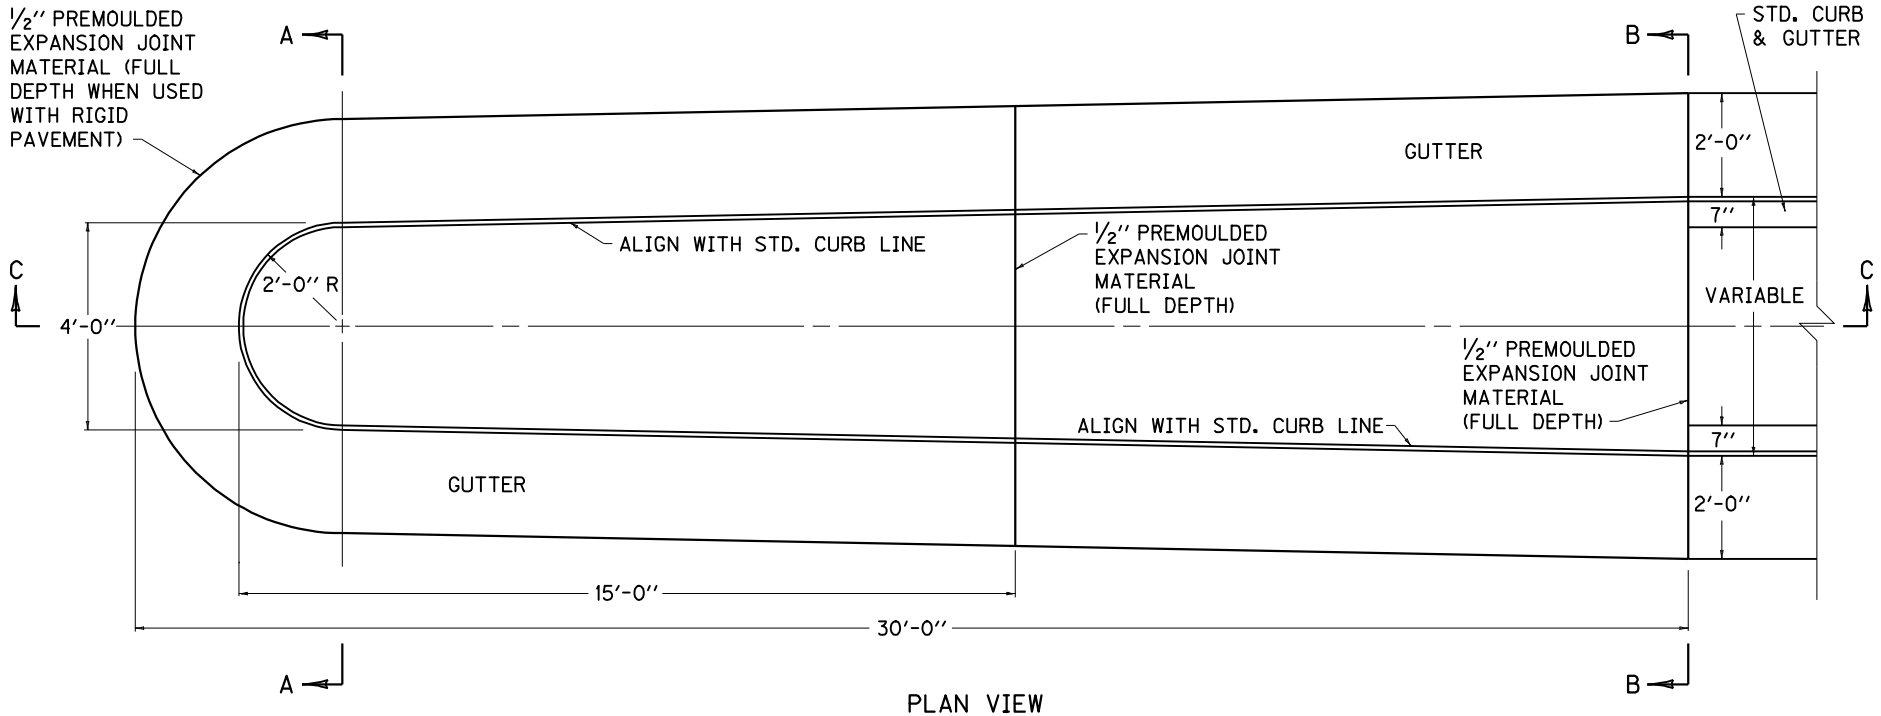 1/2'' PREMOULDED
EXPANSION JOINT
MATERIAL (FULL
DEPTH WHEN USED
WITH RIGID
PAVEMENT)
A
B
STD. CURB
& GUTTER
GUTTER
2'-0''
7''
ALIGN WITH STD. CURB LINE
1/2'' PREMOULDED
EXPANSION JOINT
MATERIAL
(FULL DEPTH)
C
2'-0'' R
4'-0''
VARIABLE
C
1/2'' PREMOULDED
EXPANSION JOINT
MATERIAL
(FULL DEPTH)
ALIGN WITH STD. CURB LINE
7''
GUTTER
2'-0''
15'-0''
30'-0''
A
B
PLAN VIEW